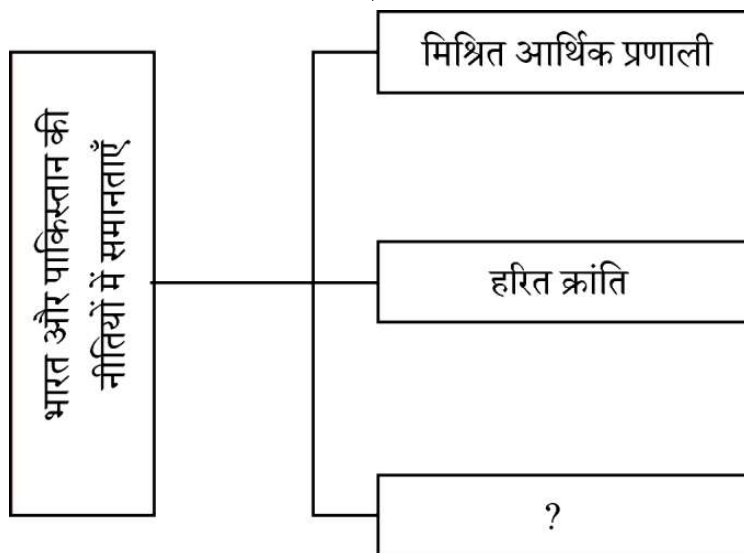 भारत और पाकिस्तान की
नीतियों में समानताएँ
मिश्रित आर्थिक प्रणाली
हरित क्रांति
?